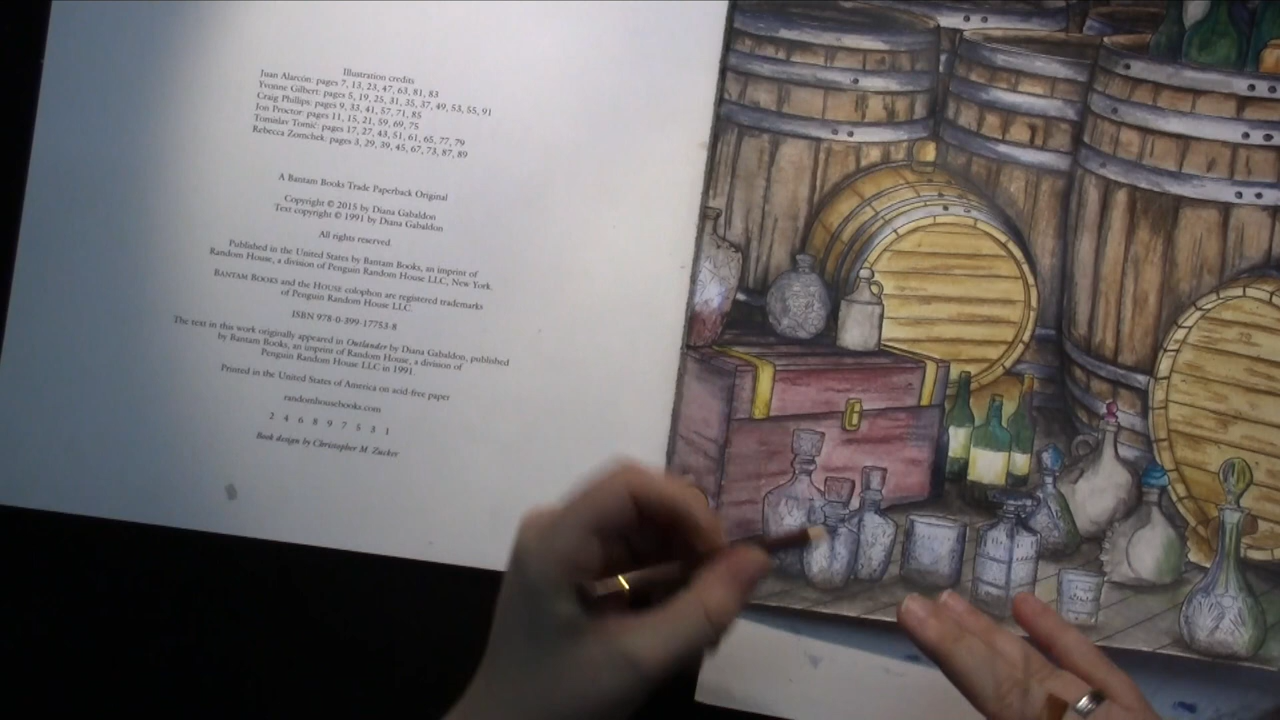 Illustration credits
Juan Alarcón: pages 7, 13, 23, 47, 63, 81, 83
Yvonne Gilbert: pages 5, 19, 25, 31, 35, 37, 49, 53, 55, 91
Craig Phillips: pages 9, 33, 41, 57, 71, 85
Jon Proctor: pages 11, 15, 21, 59, 69, 75
Tomislav Tomić: pages 17, 27, 43, 51, 61, 65, 77, 79
Rebecca Zomchek: pages 3, 29, 39, 45, 67, 73, 87, 89
A Bantam Books Trade Paperback Original
Copyright © 2015 by Diana Gabaldon
Text copyright © 1991 by Diana Gabaldon
All rights reserved.
Published in the United States by Bantam Books, an imprint of
Random House, a division of Penguin Random House LLC, New York.
BANTAM BOOKS and the HOUSE colophon are registered trademarks
of Penguin Random House LLC.
ISBN 978-0-399-17753-8
The text in this work originally appeared in Outlander by Diana Gabaldon, published
by Bantam Books, an imprint of Random House, a division of
Penguin Random House LLC in 1991.
Printed in the United States of America on acid-free paper
randomhousebooks.com
2 4 6 8 9 7 5 3 1
Book design by Christopher M. Zucker